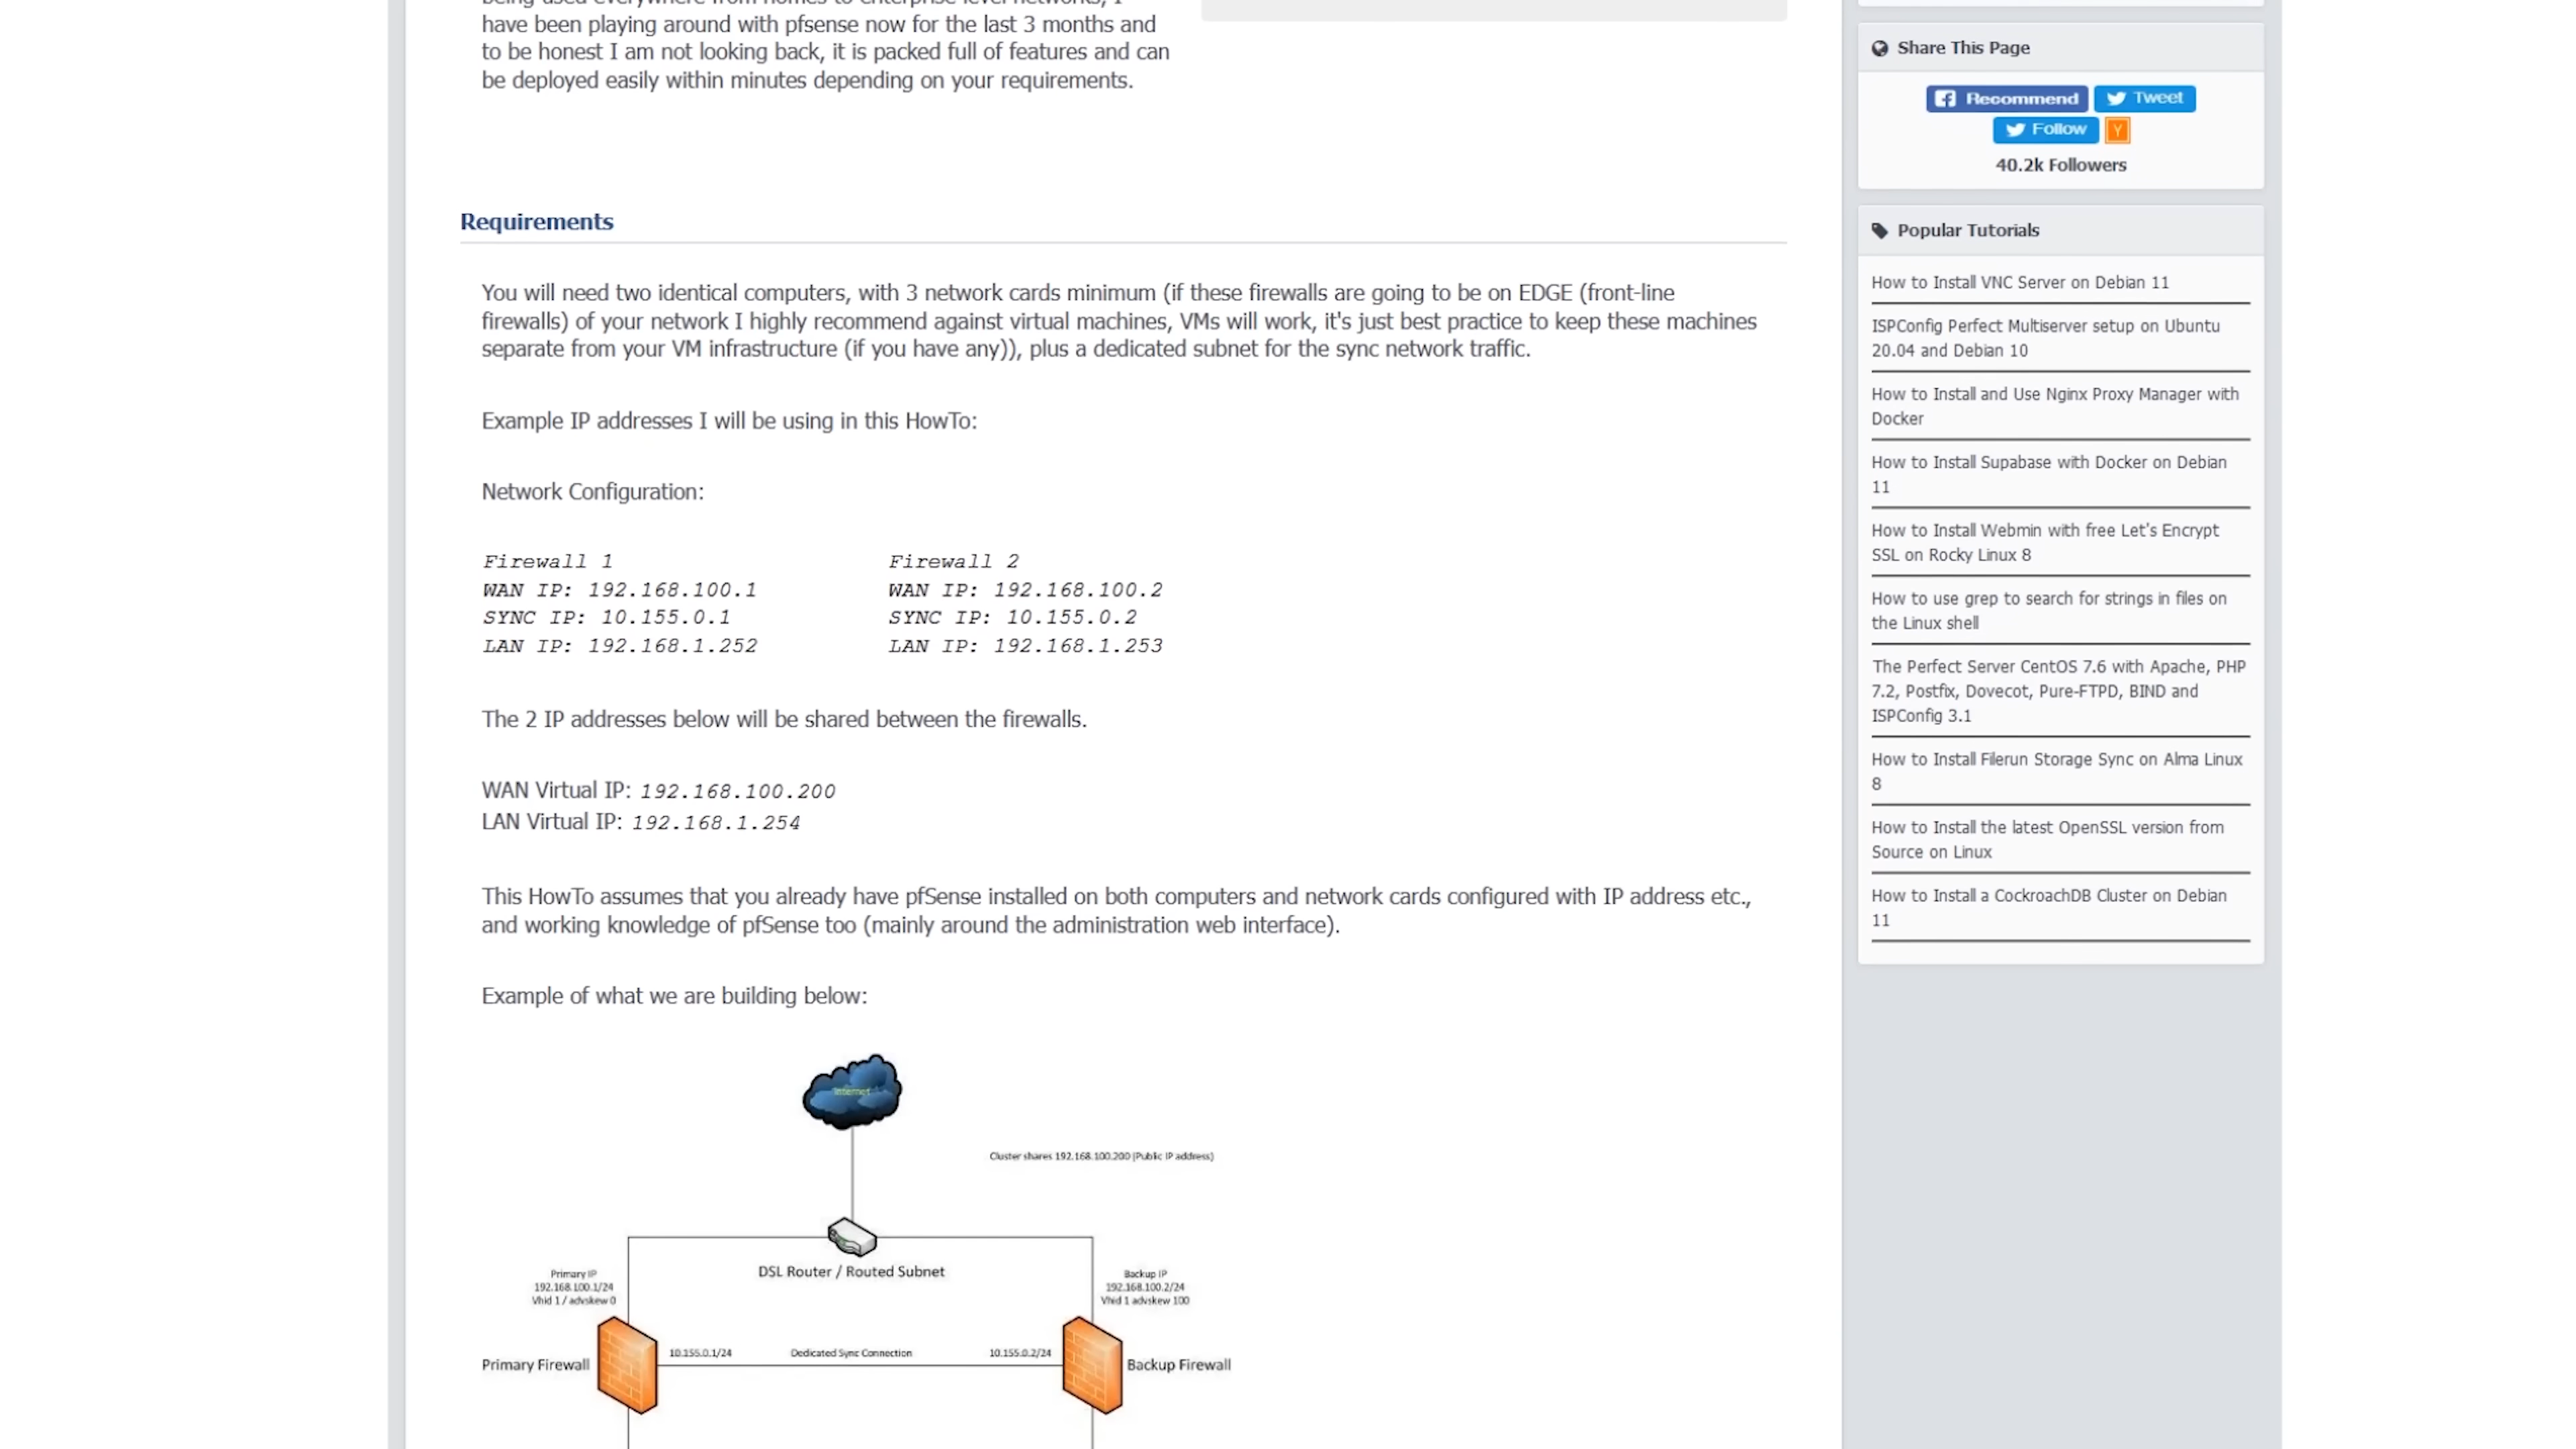 have been playing around with pfsense now for the last 3 months and
to be honest I am not looking back, it is packed full of features and can
be deployed easily within minutes depending on your requirements.
Requirements
You will need two identical computers, with 3 network cards minimum (if these firewalls are going to be on EDGE (front-line
firewalls) of your network I highly recommend against virtual machines, VMs will work, it's just best practice to keep these machines
separate from your VM infrastructure (if you have any)), plus a dedicated subnet for the sync network traffic.
Example IP addresses I will be using in this HowTo:
Network Configuration:
Firewall 1 Firewall 2
WAN IP: 192.168.100.1 WAN IP: 192.168.100.2
SYNC IP: 10.155.0.1 SYNC IP: 10.155.0.2
LAN IP: 192.168.1.252 LAN IP: 192.168.1.253
The 2 IP addresses below will be shared between the firewalls.
WAN Virtual IP: 192.168.100.200
LAN Virtual IP: 192.168.1.254
This HowTo assumes that you already have pfSense installed on both computers and network cards configured with IP address etc.,
and working knowledge of pfSense too (mainly around the administration web interface).
Example of what we are building below:
Internet
Cluster shares 192.168.100.200 (Public IP address)
DSL Router / Routed Subnet
Primary IP
192.168.100.1/24
Vhid 1 / advskew 0
Backup IP
192.168.100.2/24
Vhid 1 advskew 100
Primary Firewall
10.155.0.1/24
Dedicated Sync Connection
10.155.0.2/24
Backup Firewall
Share This Page
Recommend
Tweet
Follow
Y
40.2k Followers
Popular Tutorials
How to Install VNC Server on Debian 11
ISPConfig Perfect Multiserver setup on Ubuntu
20.04 and Debian 10
How to Install and Use Nginx Proxy Manager with
Docker
How to Install Supabase with Docker on Debian
11
How to Install Webmin with free Let's Encrypt
SSL on Rocky Linux 8
How to use grep to search for strings in files on
the Linux shell
The Perfect Server CentOS 7.6 with Apache, PHP
7.2, Postfix, Dovecot, Pure-FTPD, BIND and
ISPConfig 3.1
How to Install Filerun Storage Sync on Alma Linux
8
How to Install the latest OpenSSL version from
Source on Linux
How to Install a CockroachDB Cluster on Debian
11